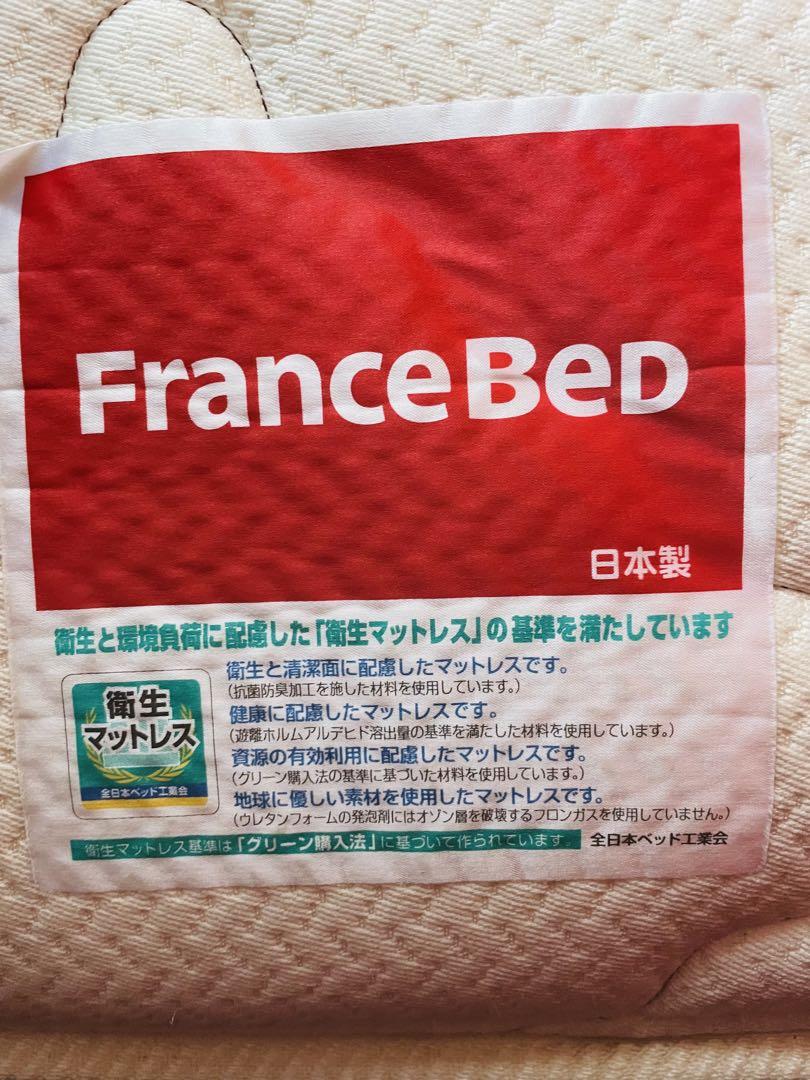 FranceBeD
日本製
衛生と環境負荷に配慮した「衛生マットレス」の基準を満たしています
衛生と清潔面に配慮したマットレスです。
(抗菌防臭加工を施した材料を使用しています。)
健康に配慮したマットレスです。
(遊離ホルムアルデヒド溶出量の基準を満たした材料を使用しています。)
資源の有効利用に配慮したマットレスです。
(グリーン購入法の基準に基づいた材料を使用しています。)
地球に優しい素材を使用したマットレスです。
(ウレタンフォームの発泡剤にはオゾン層を破壊するフロンガスを使用していません。)
衛生
マットレス
全日本ベッド工業会
衛生マットレス基準は「グリーン購入法」に基づいて作られています。 全日本ベッド工業会